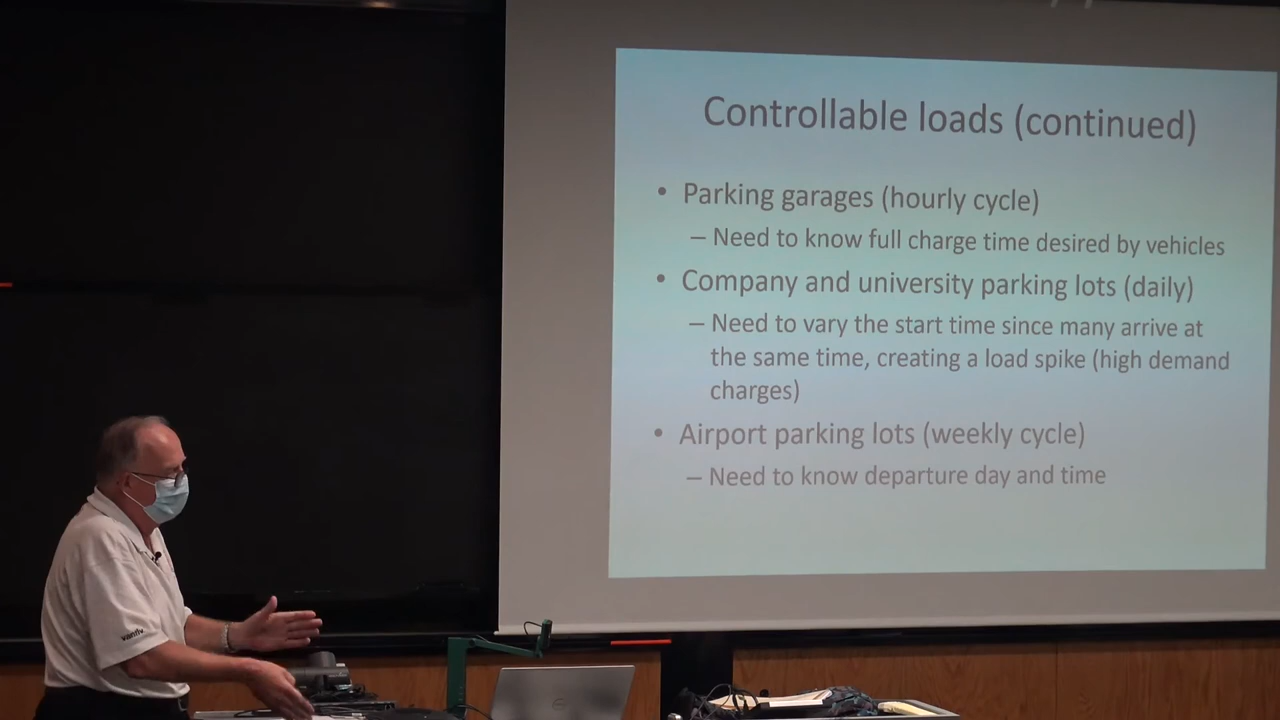 Controllable loads (continued)
• Parking garages (hourly cycle)
– Need to know full charge time desired by vehicles
• Company and university parking lots (daily)
– Need to vary the start time since many arrive at
the same time, creating a load spike (high demand
charges)
• Airport parking lots (weekly cycle)
– Need to know departure day and time